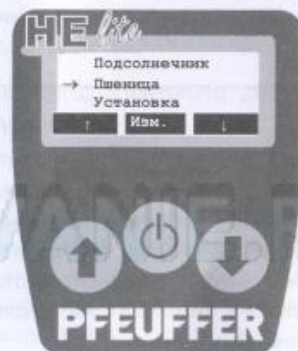 HE lite
Подсолнечник
→ Пшеница
Установка
↑ Изм. ↓
PFEUFFER